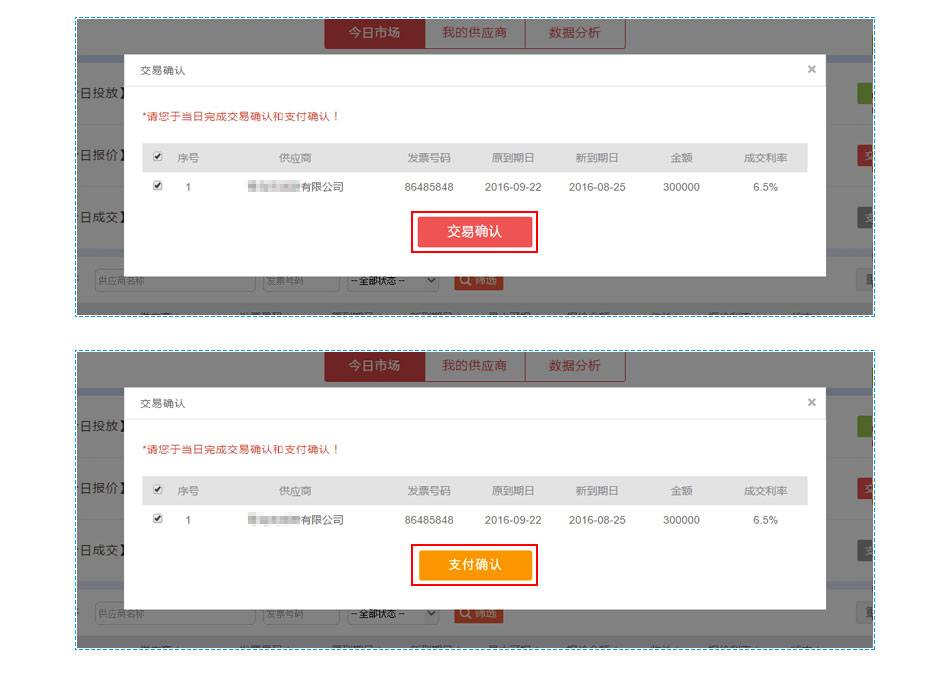 今日市场 我的供应商 数据分析
交易确认 ×
日投放】
*请您于当日完成交易确认和支付确认！
日报价】 交
序号 供应商 发票号码 原到期日 新到期日 金额 成交利率
1 有限公司 86485848 2016-09-22 2016-08-25 300000 6.5%
日成交】
交易确认
供应商名称 发票号码 -- 全部状态 -- 筛选
今日市场 我的供应商 数据分析
交易确认 ×
日投放】
*请您于当日完成交易确认和支付确认！
日报价】 交
序号 供应商 发票号码 原到期日 新到期日 金额 成交利率
1 有限公司 86485848 2016-09-22 2016-08-25 300000 6.5%
日成交】
支付确认
供应商名称 发票号码 -- 全部状态 -- 筛选